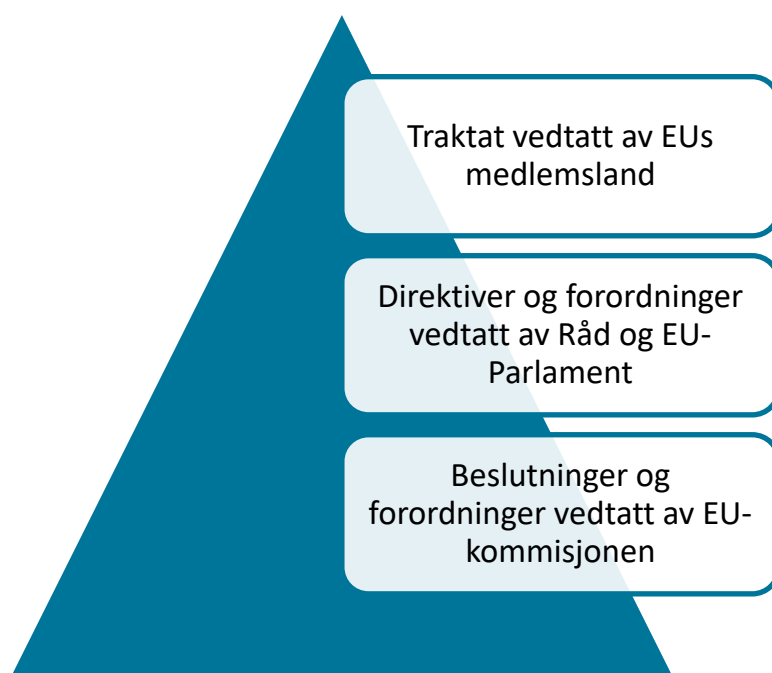 Traktat vedtatt av EUs
medlemsland
Direktiver og forordninger
vedtatt av Råd og EU-
Parlament
Beslutninger og
forordninger vedtatt av EU-
kommisjonen